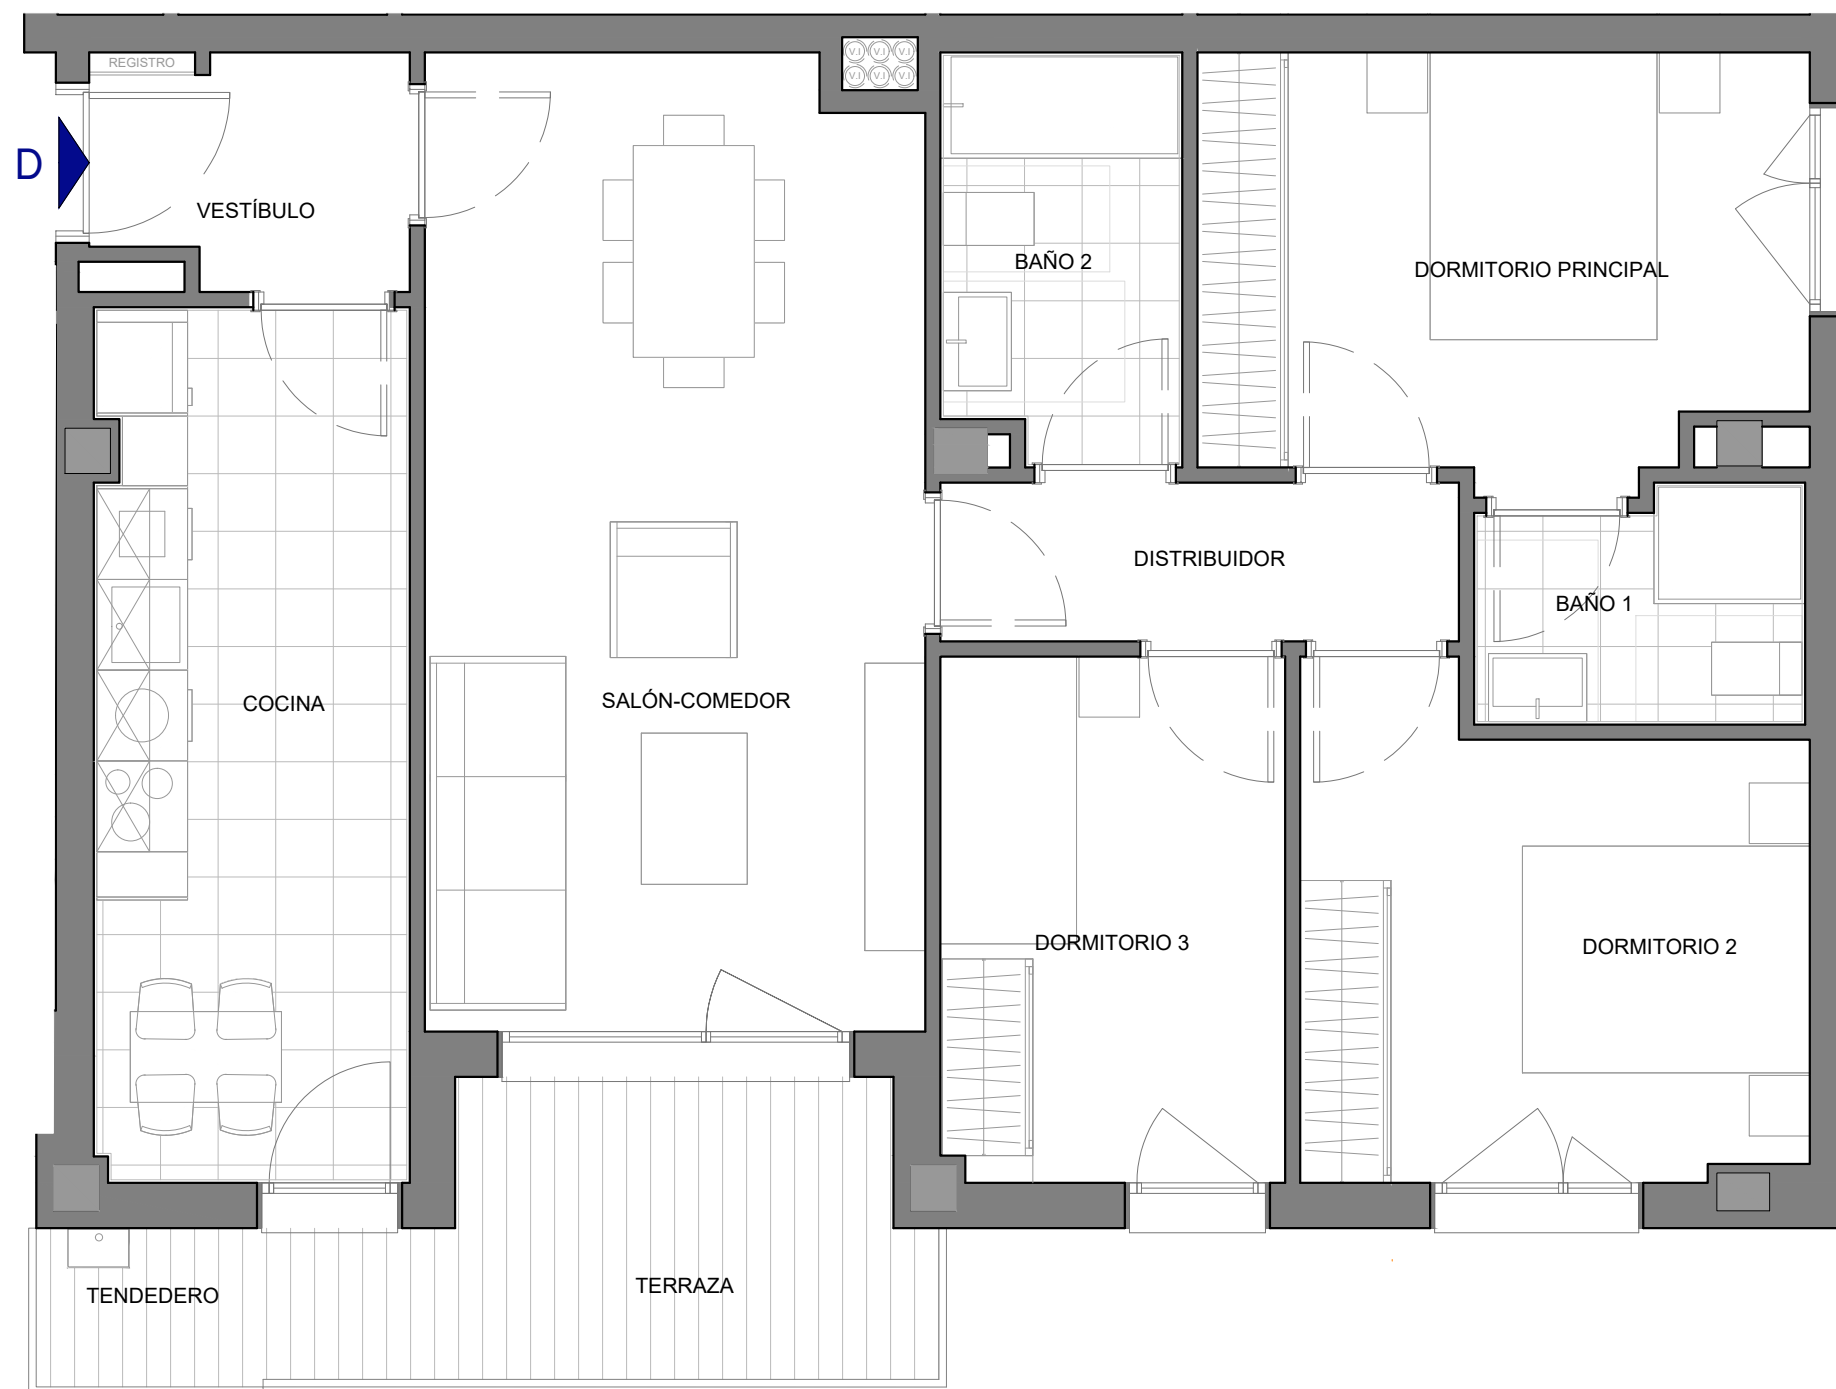 REGISTRO
V.I V.I V.I
V.I V.I V.I
D
VESTÍBULO
BAÑO 2
DORMITORIO PRINCIPAL
DISTRIBUIDOR
BAÑO 1
COCINA
SALÓN-COMEDOR
DORMITORIO 3
DORMITORIO 2
TENDEDERO
TERRAZA